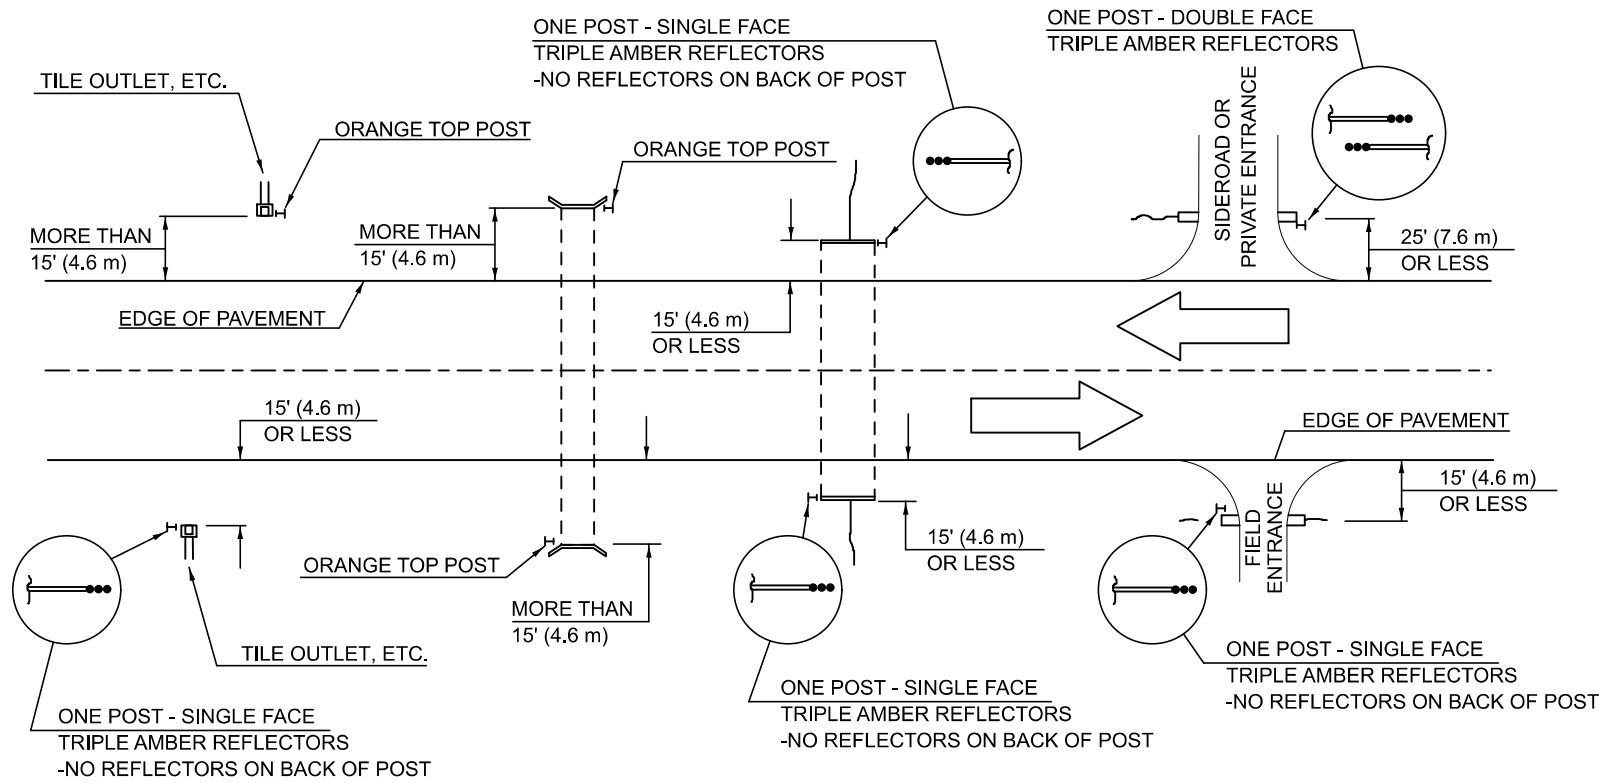 ONE POST - SINGLE FACE
TRIPLE AMBER REFLECTORS
-NO REFLECTORS ON BACK OF POST
ONE POST - DOUBLE FACE
TRIPLE AMBER REFLECTORS
TILE OUTLET, ETC.
ORANGE TOP POST
ORANGE TOP POST
SIDEROAD OR
PRIVATE ENTRANCE
MORE THAN
15' (4.6 m)
MORE THAN
15' (4.6 m)
25' (7.6 m)
OR LESS
EDGE OF PAVEMENT
15' (4.6 m)
OR LESS
15' (4.6 m)
OR LESS
EDGE OF PAVEMENT
15' (4.6 m)
OR LESS
FIELD
ENTRANCE
15' (4.6 m)
OR LESS
ORANGE TOP POST
MORE THAN
15' (4.6 m)
TILE OUTLET, ETC.
ONE POST - SINGLE FACE
TRIPLE AMBER REFLECTORS
-NO REFLECTORS ON BACK OF POST
ONE POST - SINGLE FACE
TRIPLE AMBER REFLECTORS
-NO REFLECTORS ON BACK OF POST
ONE POST - SINGLE FACE
TRIPLE AMBER REFLECTORS
-NO REFLECTORS ON BACK OF POST